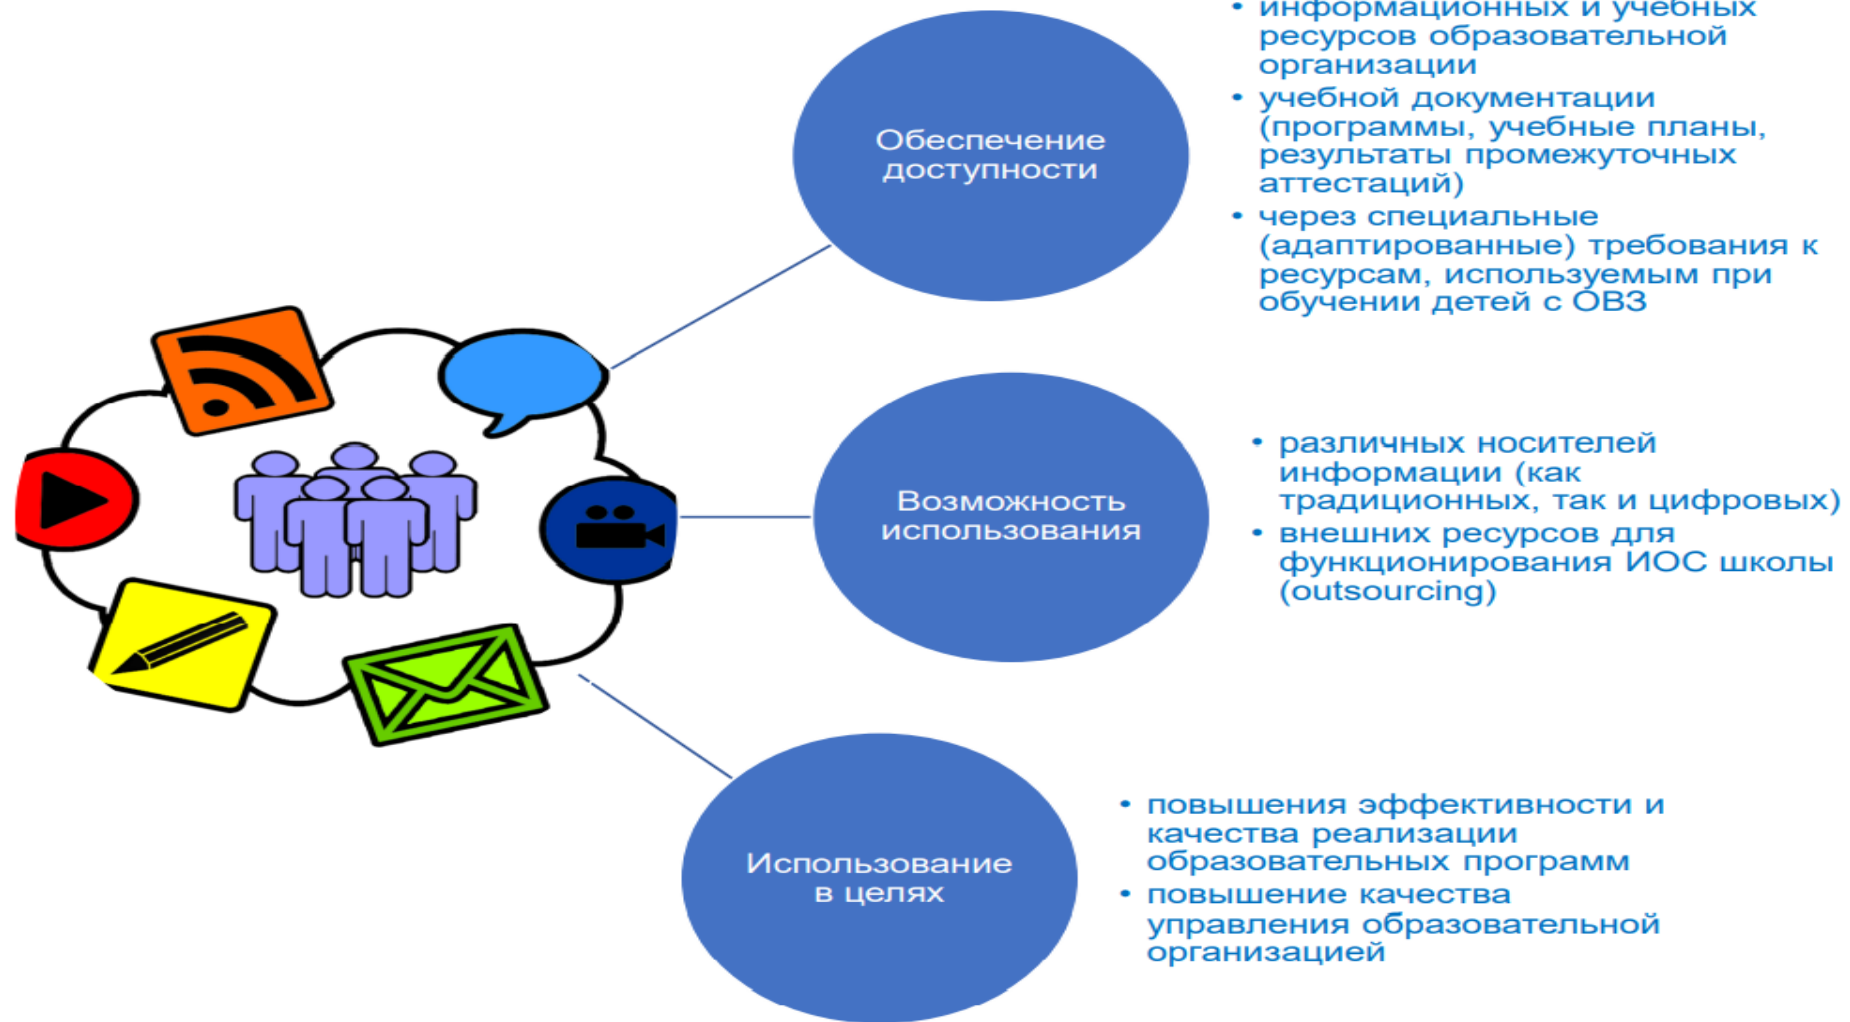 Обеспечение
доступности
• информационных и учебных
ресурсов образовательной
организации
• учебной документации
(программы, учебные планы,
результаты промежуточных
аттестаций)
• через специальные
(адаптированные) требования к
ресурсам, используемым при
обучении детей с ОВЗ
Возможность
использования
• различных носителей
информации (как
традиционных, так и цифровых)
• внешних ресурсов для
функционирования ИОС школы
(outsourcing)
Использование
в целях
• повышения эффективности и
качества реализации
образовательных программ
• повышение качества
управления образовательной
организацией